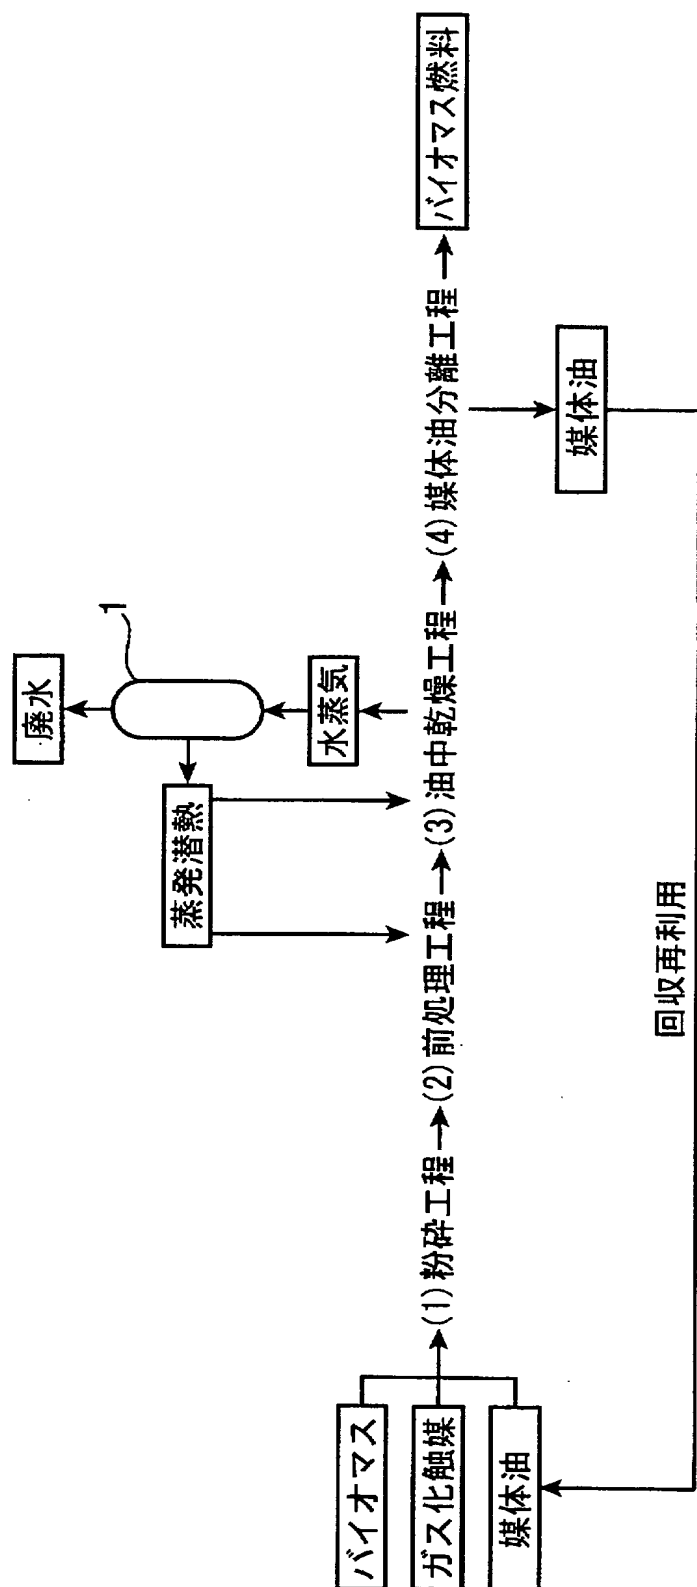 バイオマス
ガス化触媒
媒体油
(1)粉砕工程
(2)前処理工程
(3)油中乾燥工程
(4)媒体油分離工程
バイオマス燃料
蒸発潜熱
廃水
1
水蒸気
媒体油
回収再利用